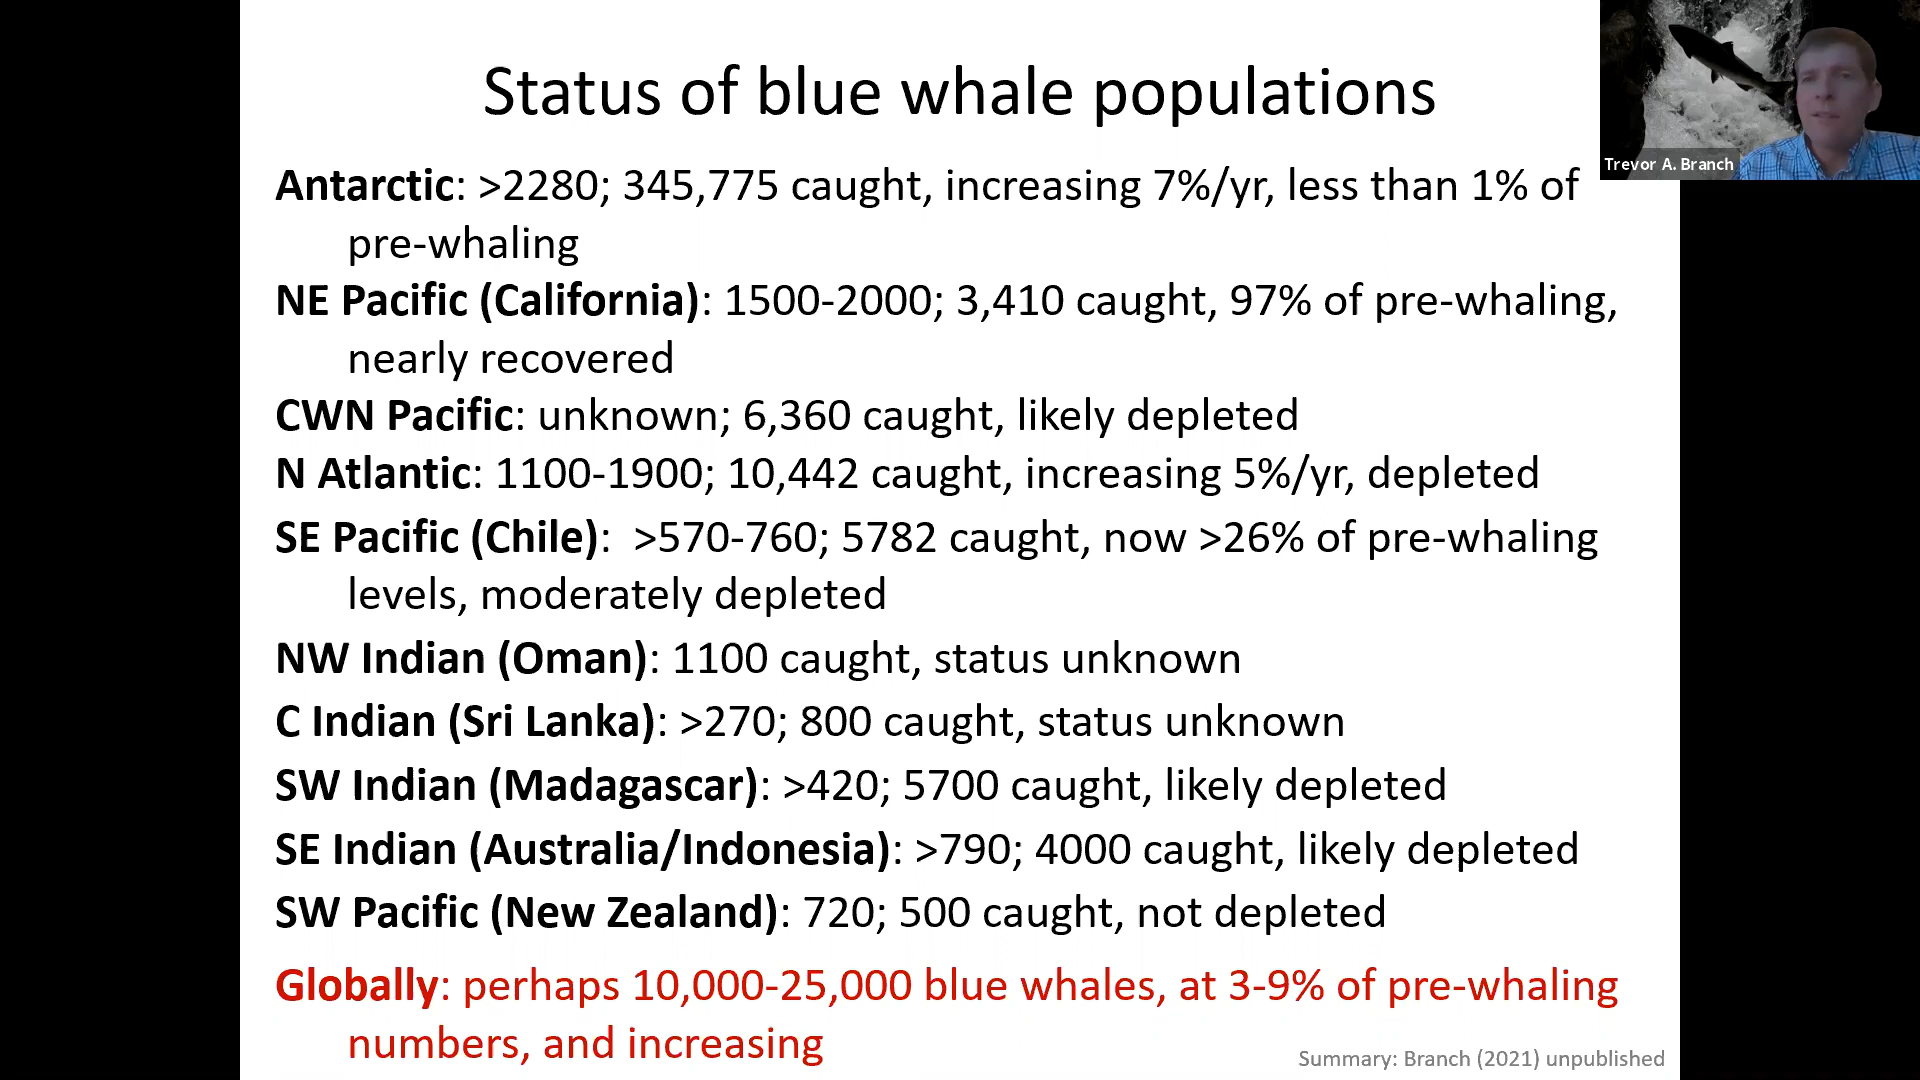 Status of blue whale populations
Trevor A. Branch
Antarctic: >2280; 345,775 caught, increasing 7%/yr, less than 1% of
pre-whaling
NE Pacific (California): 1500-2000; 3,410 caught, 97% of pre-whaling,
nearly recovered
CWN Pacific: unknown; 6,360 caught, likely depleted
N Atlantic: 1100-1900; 10,442 caught, increasing 5%/yr, depleted
SE Pacific (Chile):  >570-760; 5782 caught, now >26% of pre-whaling
levels, moderately depleted
NW Indian (Oman): 1100 caught, status unknown
C Indian (Sri Lanka): >270; 800 caught, status unknown
SW Indian (Madagascar): >420; 5700 caught, likely depleted
SE Indian (Australia/Indonesia): >790; 4000 caught, likely depleted
SW Pacific (New Zealand): 720; 500 caught, not depleted
Globally: perhaps 10,000-25,000 blue whales, at 3-9% of pre-whaling
numbers, and increasing
Summary: Branch (2021) unpublished